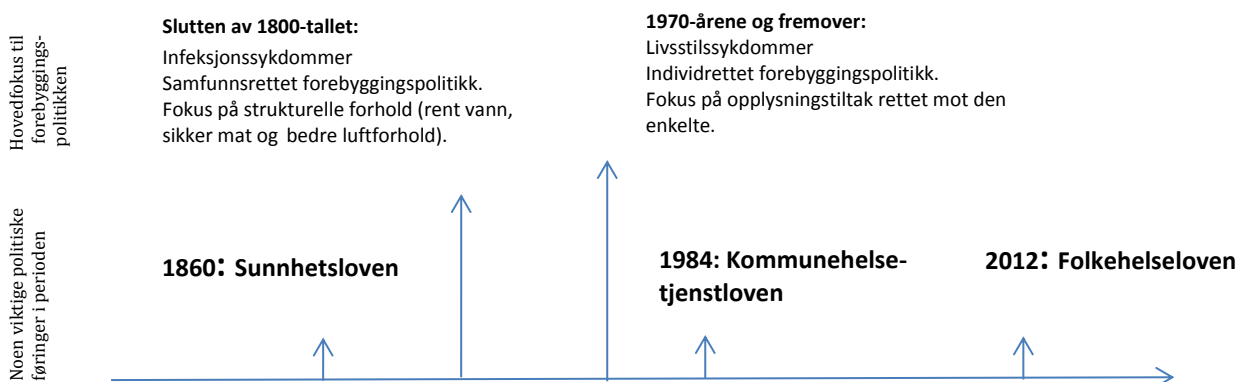 Hovedfokus til
forebyggings-
politikken
Slutten av 1800-tallet:
Infeksjonssykdommer
Samfunnsrettet forebyggingspolitikk.
Fokus på strukturelle forhold (rent vann,
sikker mat og bedre luftforhold).
1970-årene og fremover:
Livsstilssykdommer
Individrettet forebyggingspolitikk.
Fokus på opplysningstiltak rettet mot den
enkelte.
Noen viktige politiske
føringer i perioden
1860: Sunnhetsloven
1984: Kommunehelse-
tjenstloven
2012: Folkehelseloven